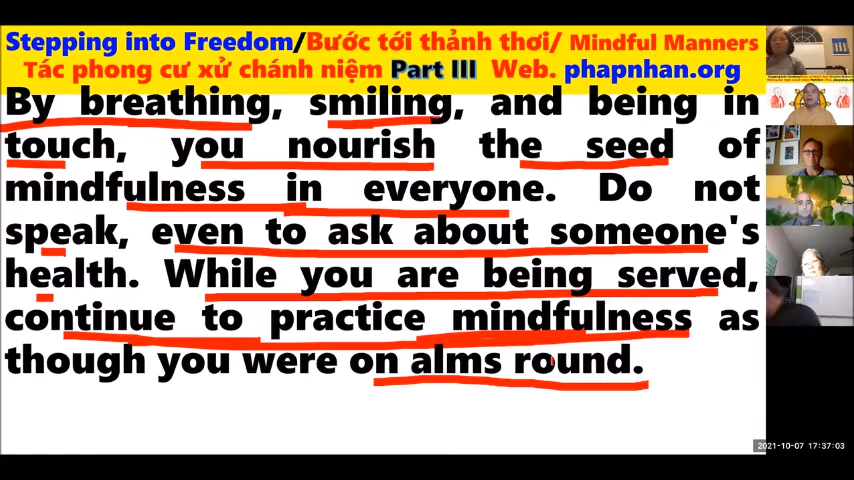 Stepping into Freedom/Bước tới thảnh thơi/ Mindful Manners
Tác phong cư xử chánh niệm Part III Web. phapnhan.org
By breathing, smiling, and being in
touch, you nourish the seed of
mindfulness in everyone. Do not
speak, even to ask about someone's
health. While you are being served,
continue to practice mindfulness as
though you were on alms round.
2021-10-07 17:37:03